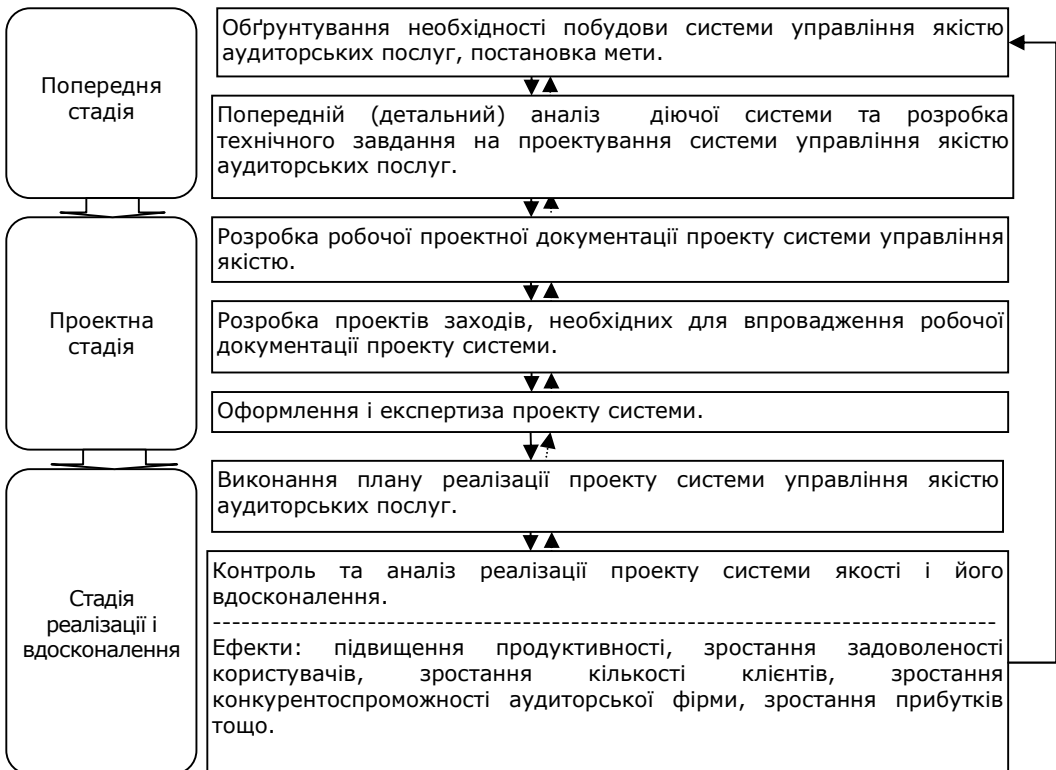 Попередня
стадія
Обґрунтування необхідності побудови системи управління якістю
аудиторських послуг, постановка мети.
Попередній (детальний) аналіз діючої системи та розробка
технічного завдання на проектування системи управління якістю
аудиторських послуг.
Проектна
стадія
Розробка робочої проектної документації проекту системи управління
якістю.
Розробка проектів заходів, необхідних для впровадження робочої
документації проекту системи.
Оформлення і експертиза проекту системи.
Стадія
реалізації і
вдосконалення
Виконання плану реалізації проекту системи управління якістю
аудиторських послуг.
Контроль та аналіз реалізації проекту системи якості і його
вдосконалення.
Ефекти: підвищення продуктивності, зростання задоволеності
користувачів, зростання кількості клієнтів, зростання
конкурентоспроможності аудиторської фірми, зростання прибутків
тощо.